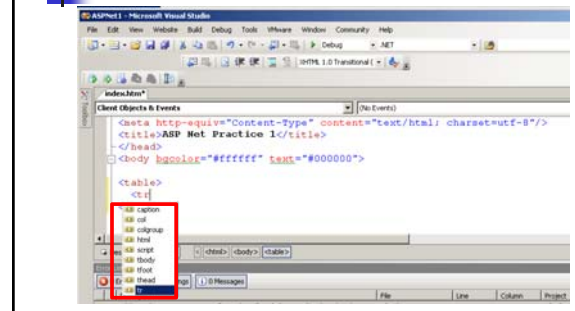 ASPNet1 - Microsoft Visual Studio
File Edit View Website Build Debug Tools VMware Window Community Help
Debug .NET
XHTML 1.0 Transitional (
index.htm*
Toolbox
Client Objects & Events (No Events)
<meta http-equiv="Content-Type" content="text/html; charset=utf-8"/>
<title>ASP Net Practice 1</title>
</head>
<body bgcolor="#ffffff" text="#000000">
<table>
<tr
caption
col
colgroup
html
script
tbody
tfoot
thead
tr
<html> <body> <table>
0 Messages
File Line Column Project